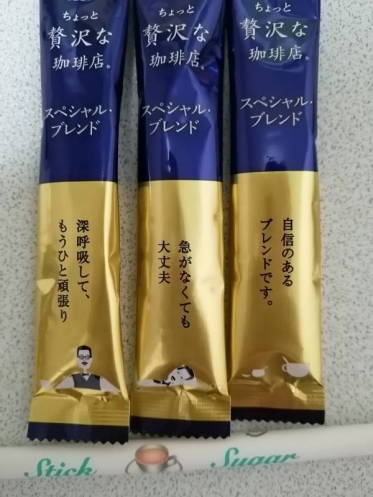 ちょっと
贅沢な
珈琲店®
スペシャル・
ブレンド
深呼吸して、
もうひと頑張り
ちょっと
贅沢な
珈琲店®
スペシャル・
ブレンド
急がなくても
大丈夫
ちょっと
贅沢な
珈琲店®
スペシャル・
ブレンド
自信のある
ブレンドです。
Stick Sugar